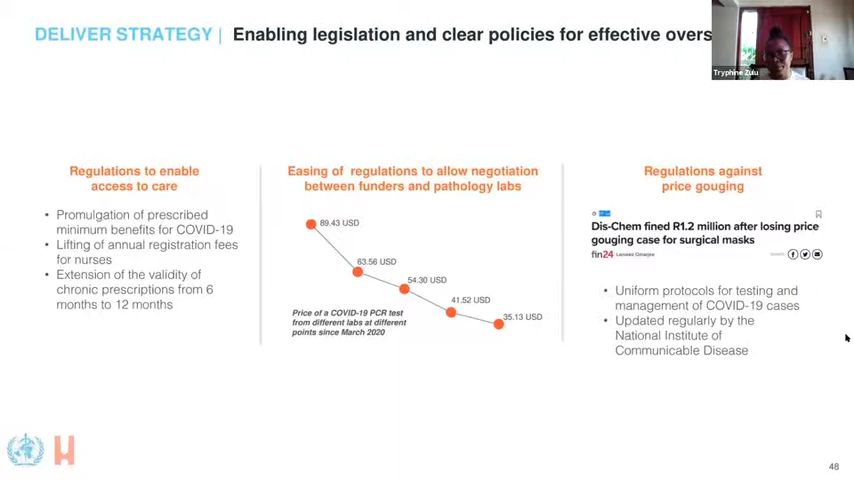 DELIVER STRATEGY | Enabling legislation and clear policies for effective overs
Tryphine Zulu
Regulations to enable
access to care
• Promulgation of prescribed
minimum benefits for COVID-19
• Lifting of annual registration fees
for nurses
• Extension of the validity of
chronic prescriptions from 6
months to 12 months
Easing of regulations to allow negotiation
between funders and pathology labs
89,43 USD
63.56 USD
54.30 USD
41.52 USD
35.13 USD
Price of a COVID-19 PCR test
from different labs at different
points since March 2020
Regulations against
price gouging
Dis-Chem fined R1.2 million after losing price
gouging case for surgical masks
fin24 Lameez Omarjee
• Uniform protocols for testing and
management of COVID-19 cases
• Updated regularly by the
National Institute of
Communicable Disease
48